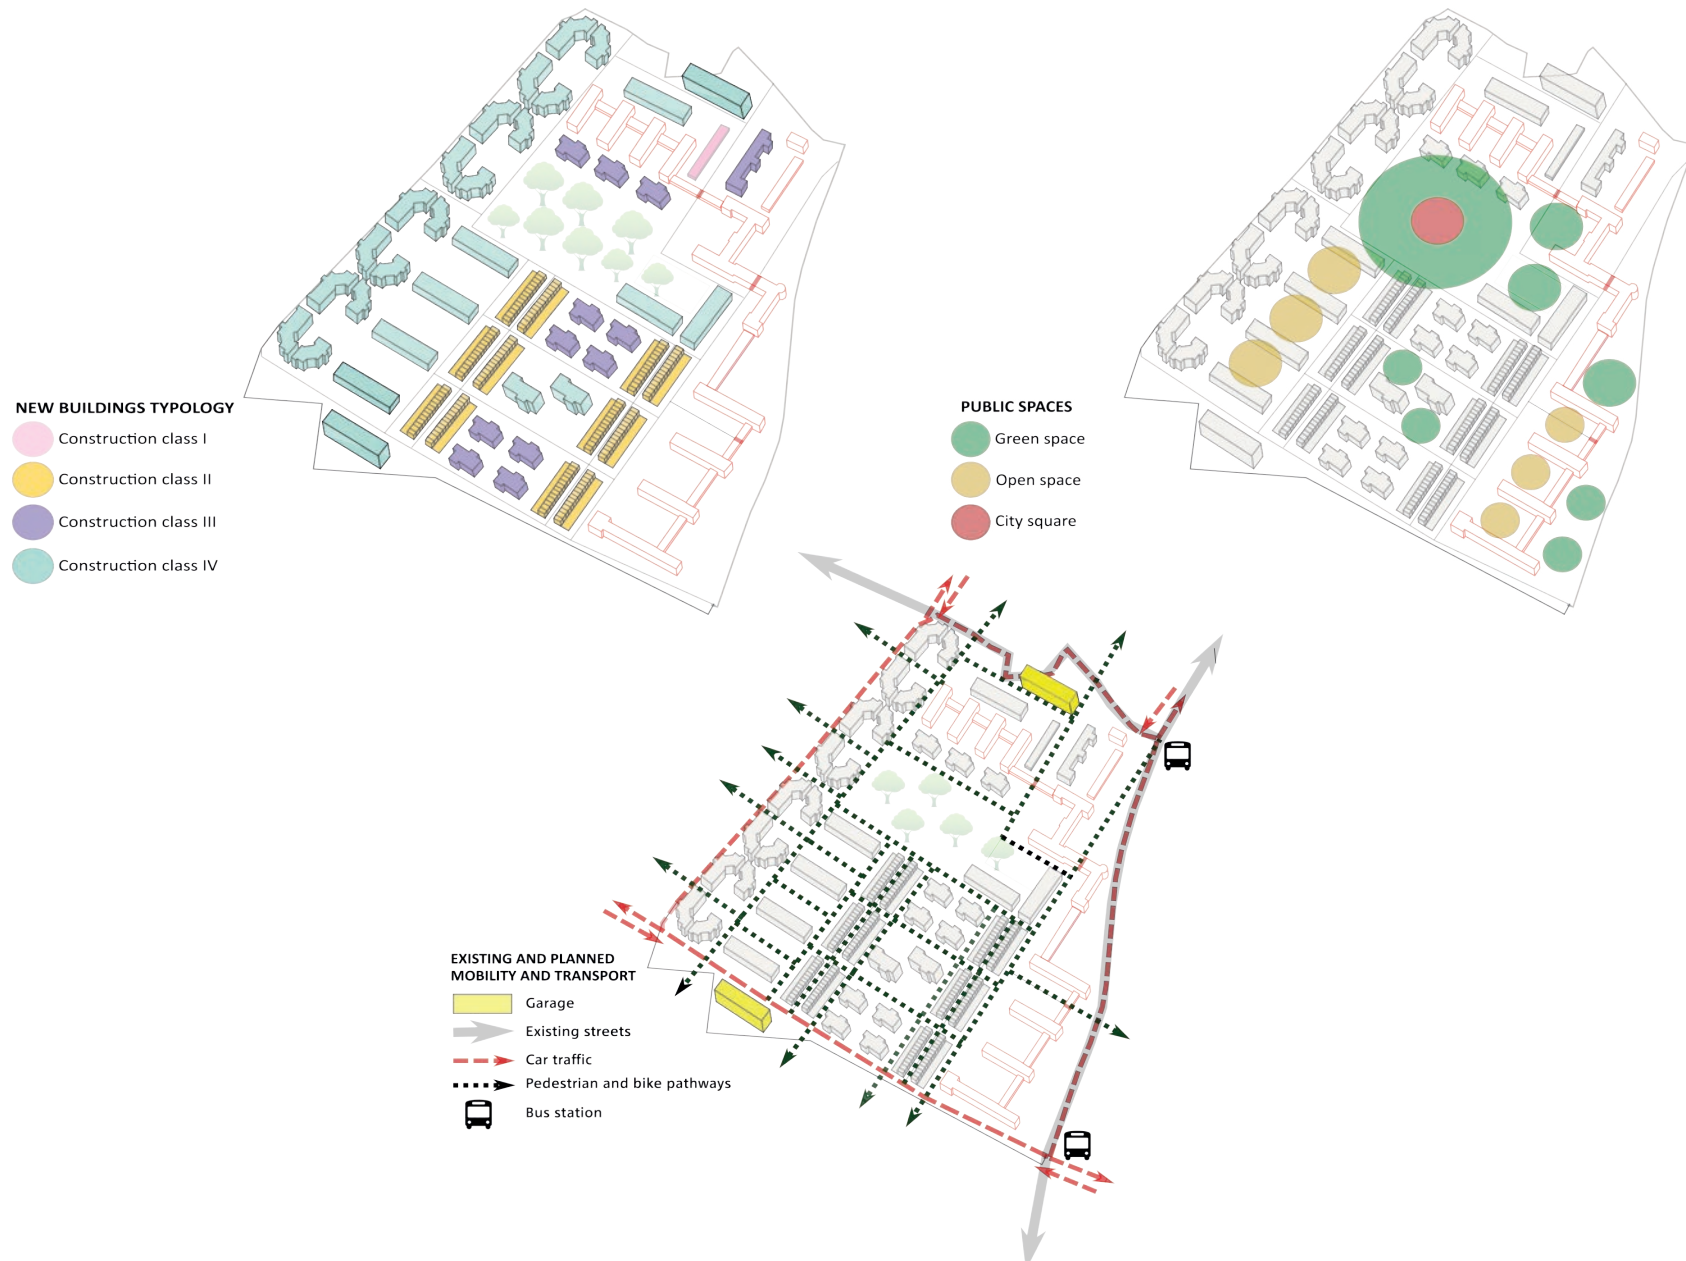 NEW BUILDINGS TYPOLOGY
Construction class I
Construction class II
Construction class III
Construction class IV
PUBLIC SPACES
Green space
Open space
City square
EXISTING AND PLANNED
MOBILITY AND TRANSPORT
Garage
Existing streets
Car traffic
Pedestrian and bike pathways
Bus station